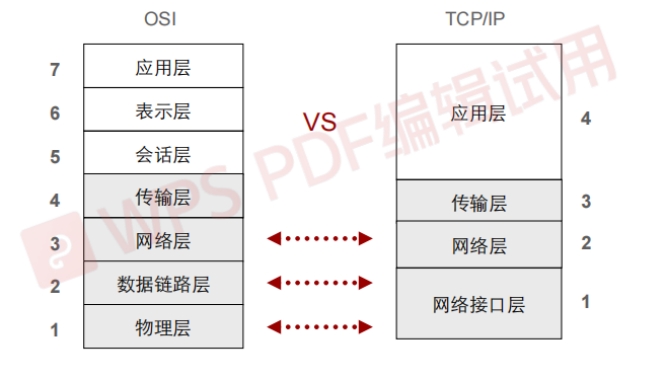 OSI
TCP/IP
7
应用层
6
表示层
5
会话层
4
传输层
3
网络层
2
数据链路层
1
物理层
VS
应用层
4
传输层
3
网络层
2
网络接口层
1
WPS PDF编辑试用